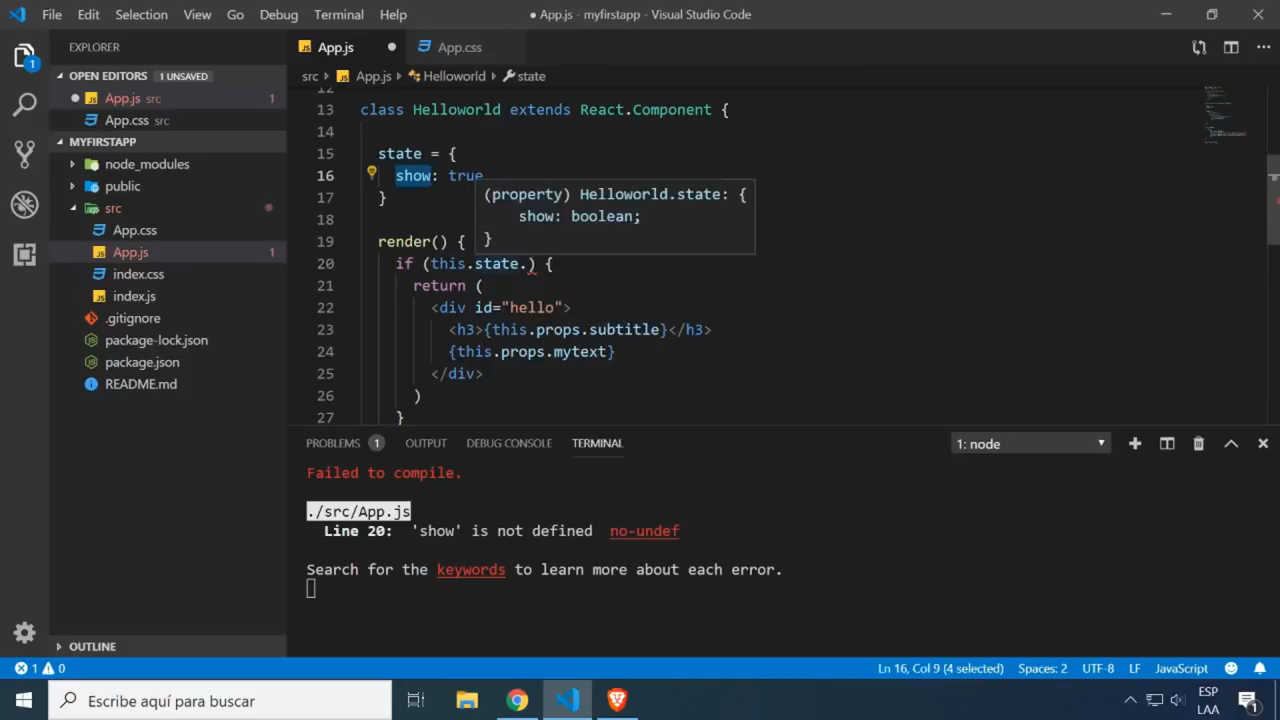 File Edit Selection View Go Debug Terminal Help
● App.js • myfirstapp - Visual Studio Code
EXPLORER
OPEN EDITORS 1 UNSAVED
App.js src 1
App.css src
MYFIRSTAPP
node_modules
public
src
App.css
App.js 1
index.css
index.js
.gitignore
package-lock.json
package.json
README.md
OUTLINE
1
App.js
App.css
src App.js Helloworld state
12
13 class Helloworld extends React.Component {
14
15 state = {
16 show: true
17 }
18
19 render() {
20 if (this.state.) {
21 return (
22 <div id="hello">
23 <h3>{this.props.subtitle}</h3>
24 {this.props.mytext}
25 </div>
26 )
27 }
(property) Helloworld.state: {
show: boolean;
}
PROBLEMS 1 OUTPUT DEBUG CONSOLE TERMINAL
1: node
Failed to compile.
./src/App.js
Line 20: 'show' is not defined no-undef
Search for the keywords to learn more about each error.
1 0
Ln 16, Col 9 (4 selected) Spaces: 2 UTF-8 LF JavaScript
Escribe aquí para buscar
ESP
LAA
1